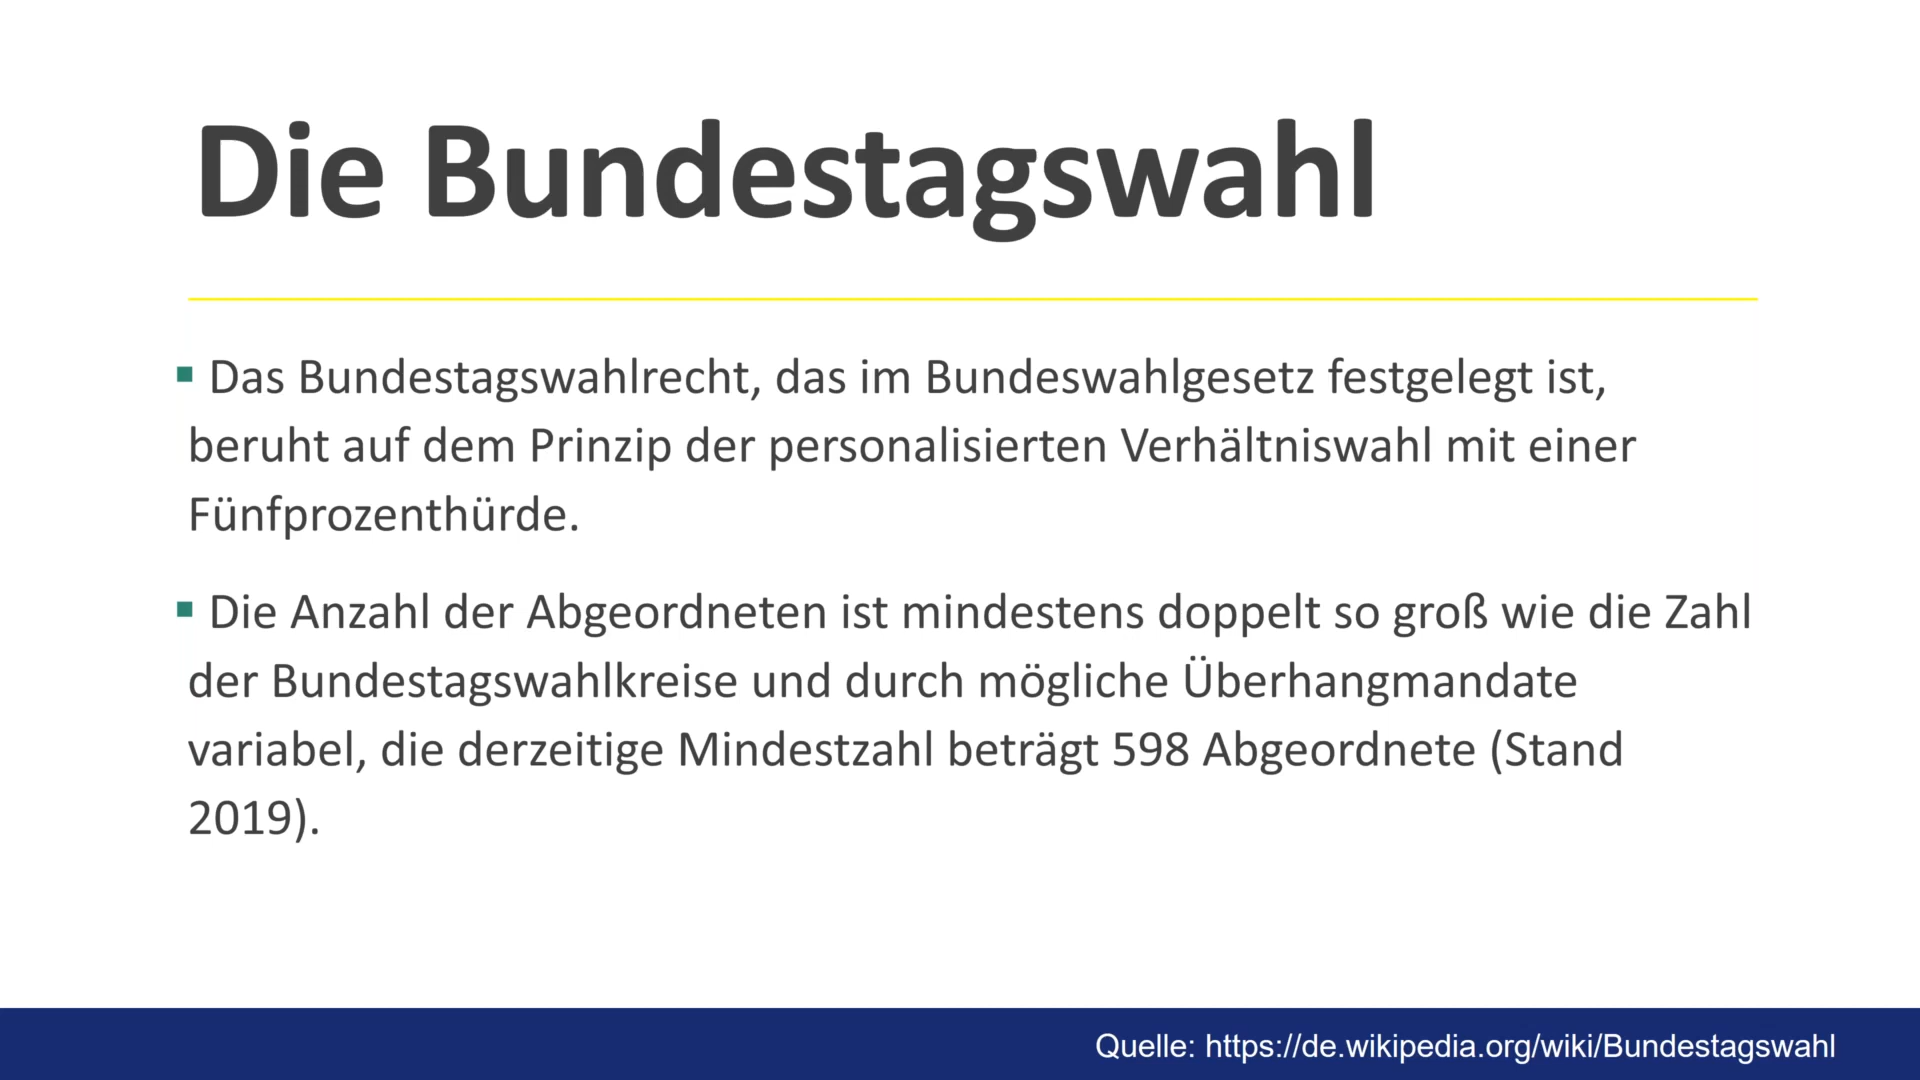 Die Bundestagswahl
▪ Das Bundestagswahlrecht, das im Bundeswahlgesetz festgelegt ist,
beruht auf dem Prinzip der personalisierten Verhältniswahl mit einer
Fünfprozenthürde.
▪ Die Anzahl der Abgeordneten ist mindestens doppelt so groß wie die Zahl
der Bundestagswahlkreise und durch mögliche Überhangmandate
variabel, die derzeitige Mindestzahl beträgt 598 Abgeordnete (Stand
2019).
Quelle: https://de.wikipedia.org/wiki/Bundestagswahl